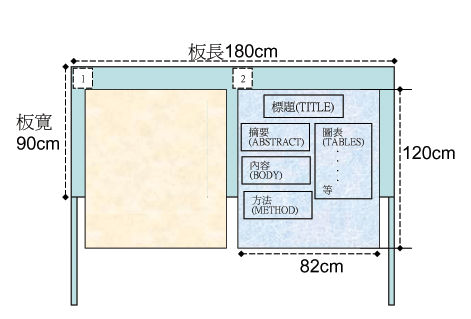 板長180cm
1
2
板寬
90cm
標題(TITLE)
摘要
(ABSTRACT)
圖表
(TABLES)
內容
(BODY)
等
方法
(METHOD)
120cm
82cm